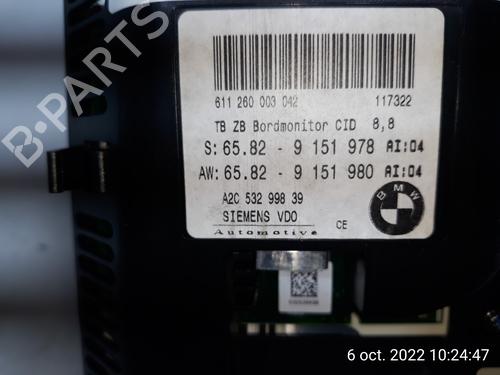 611 260 003 042 117322
TB ZB Bordmonitor CID 8,8
S: 65.82 - 9 151 978 AI:04
AW: 65.82 - 9 151 980 AI:04
A2C 532 998 39
SIEMENS VDO CE
Automotive
BMW
B-PARTS
6 oct. 2022 10:24:47